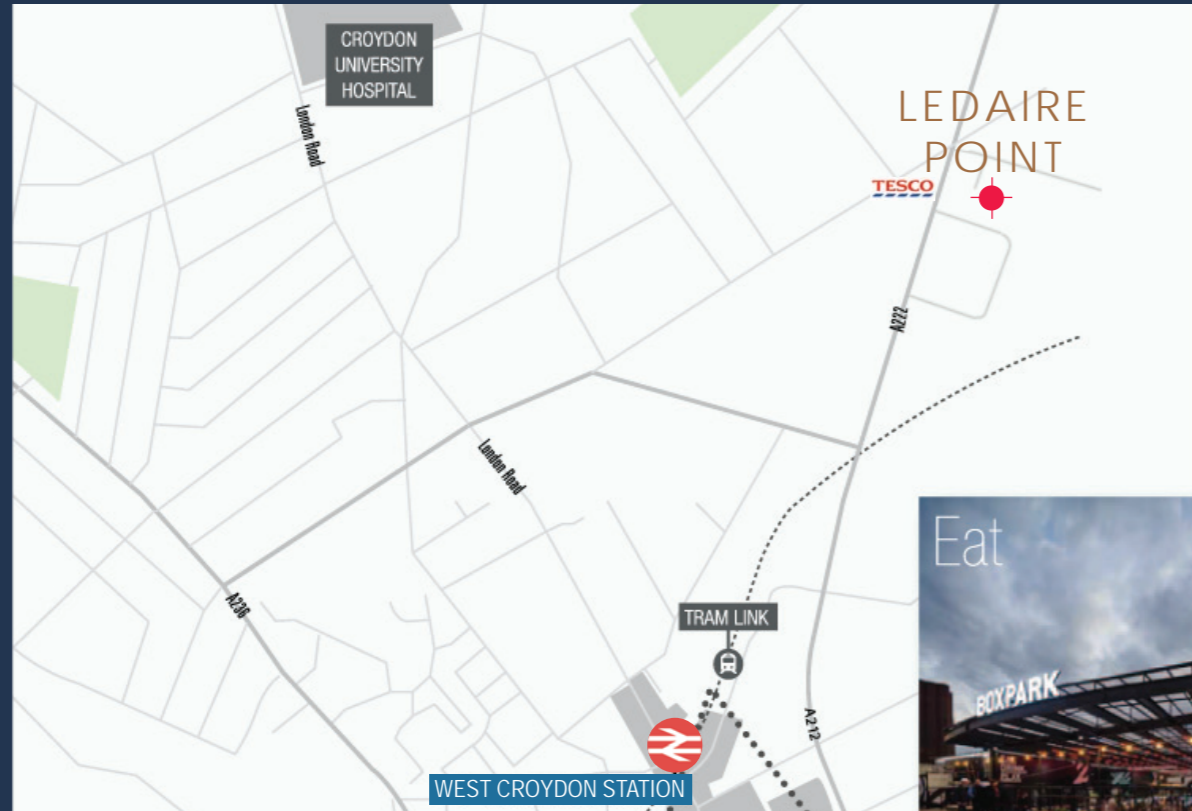 CROYDON
UNIVERSITY
HOSPITAL
London Road
LEDAIRE
POINT
TESCO
A222
London Road
Eat
A236
TRAM LINK
BOXPARK
A212
WEST CROYDON STATION